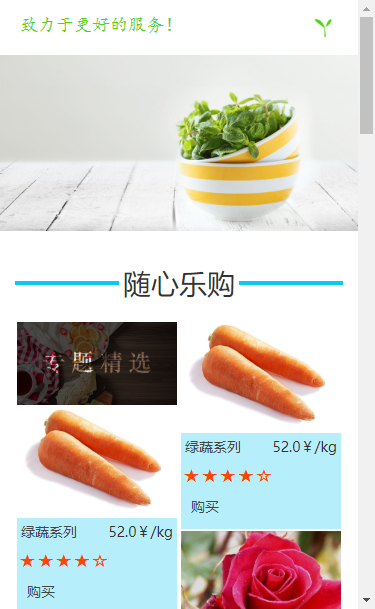 致力于更好的服务！
随心乐购
专题精选
绿蔬系列 52.0￥/kg
★★★★☆
购买
绿蔬系列 52.0￥/kg
★★★★☆
购买